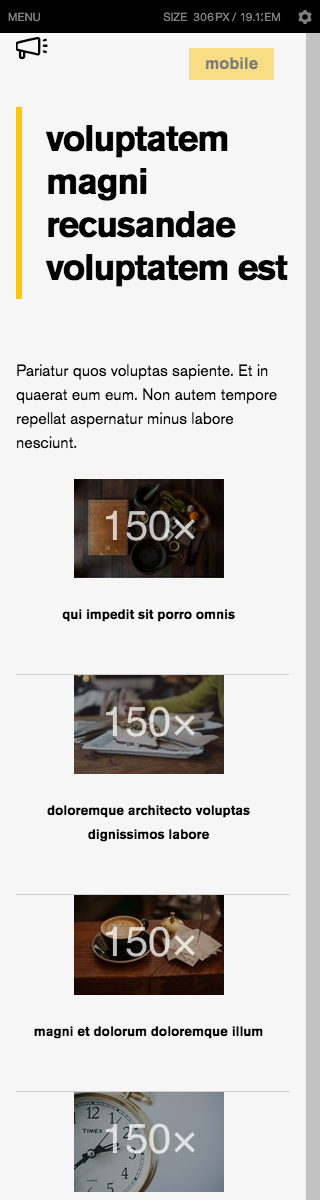 MENU
SIZE 306PX / 19.1
EM
mobile
voluptatem
magni
recusandae
voluptatem est
Pariatur quos voluptas sapiente. Et in
quaerat eum eum. Non autem tempore
repellat aspernatur minus labore
nesciunt.
150×
qui impedit sit porro omnis
150×
doloremque architecto voluptas
dignissimos labore
150×
magni et dolorum doloremque illum
150×
TIMEX